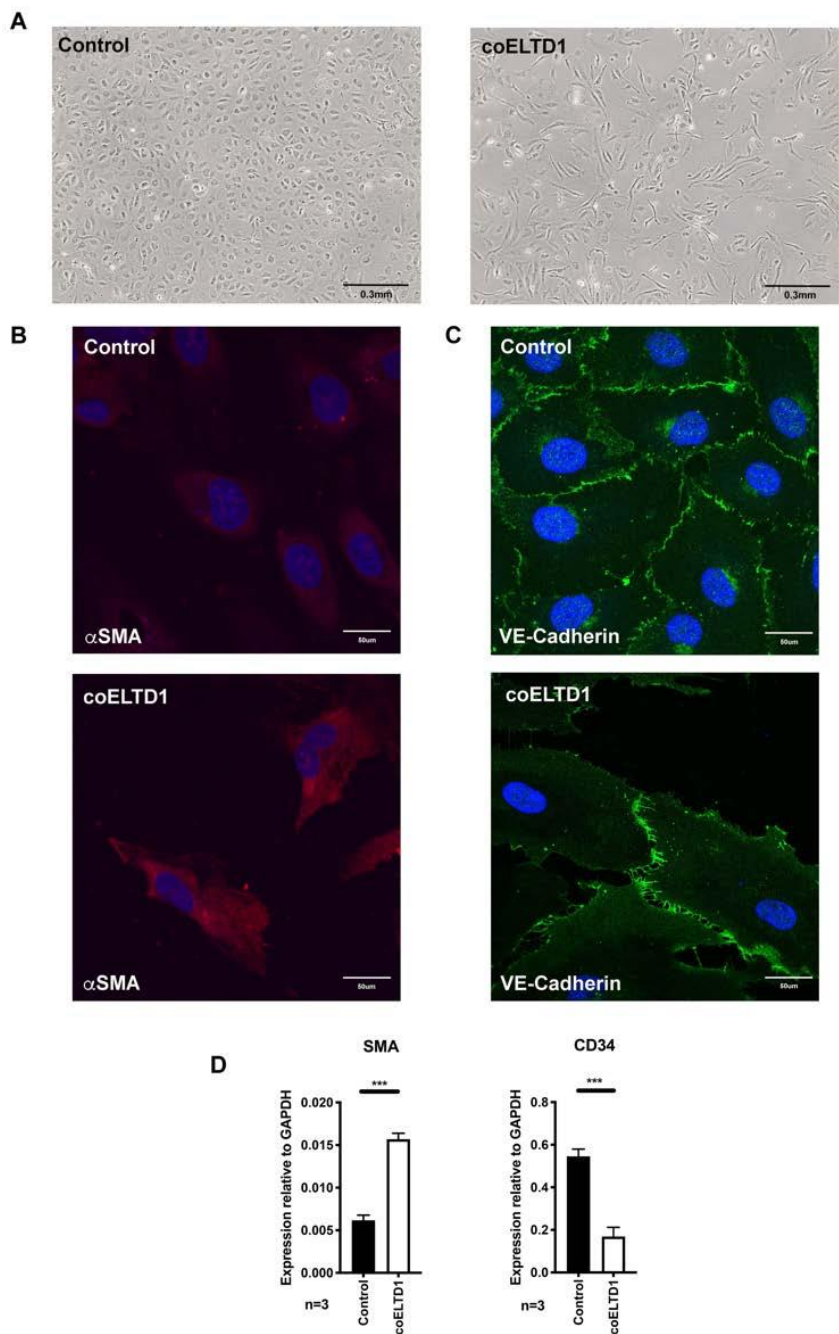 A
Control
0.3mm
coELTD1
0.3mm
B
Control
αSMA
50um
coELTD1
αSMA
50um
C
Control
VE-Cadherin
50um
coELTD1
VE-Cadherin
50um
D
SMA
***
Expression relative to GAPDH
0.020
0.015
0.010
0.005
0.000
Control
coELTD1
n=3
CD34
***
Expression relative to GAPDH
0.8
0.6
0.4
0.2
0.0
Control
coELTD1
n=3